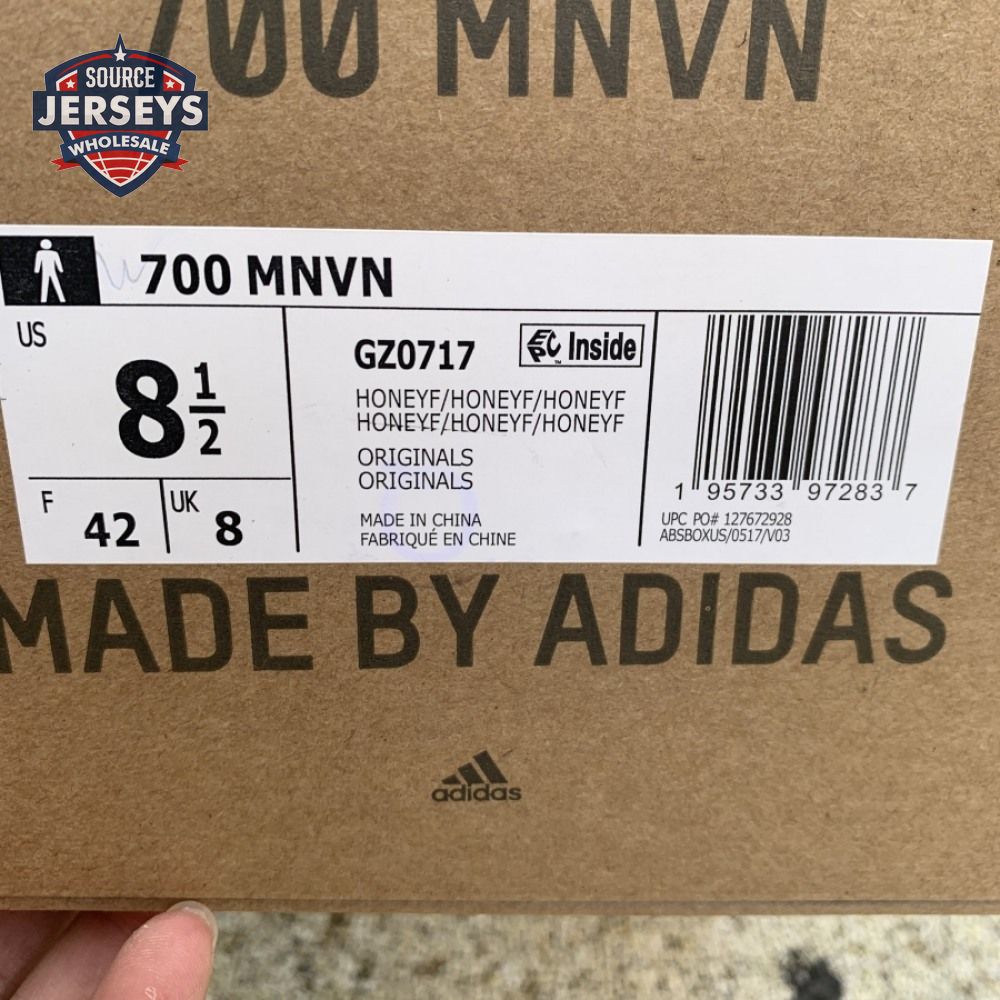 700 MNVN
SOURCE
JERSEYS
WHOLESALE
700 MNVN
US
8 1/2
F
42
UK
8
GZ0717
EPC Inside
™
HONEYF/HONEYF/HONEYF
HONEYF/HONEYF/HONEYF
ORIGINALS
ORIGINALS
MADE IN CHINA
FABRIQUÉ EN CHINE
1 95733 97283 7
UPC PO# 127672928
ABSBOXUS/0517/V03
MADE BY ADIDAS
adidas